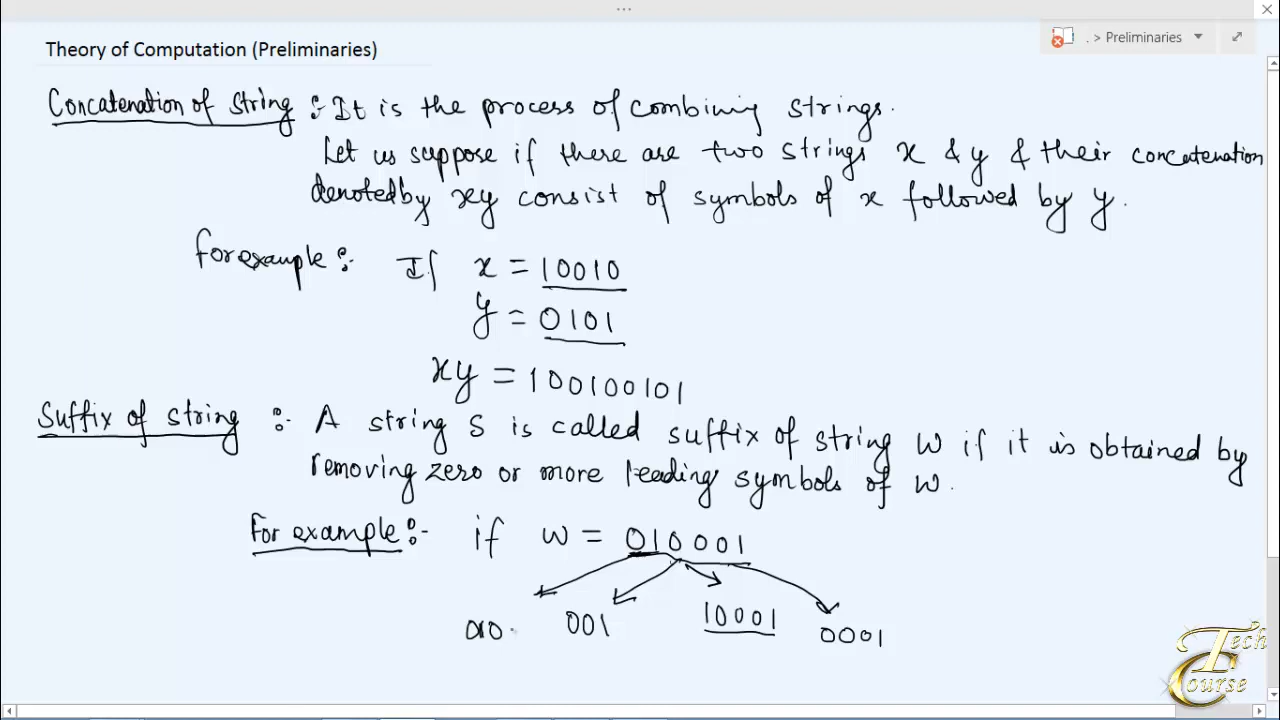 Theory of Computation (Preliminaries)
. > Preliminaries
Concatenation of string :- It is the process of combining strings.
Let us suppose if there are two strings x & y & their concatenation
denoted by xy consist of symbols of x followed by y.
For example :- If x = 10010
y = 0101
xy = 100100101
Suffix of string :- A string S is called suffix of string w if it is obtained by
removing zero or more leading symbols of w.
For example :- if w = 010001
001 10001 0001
Tech
Course